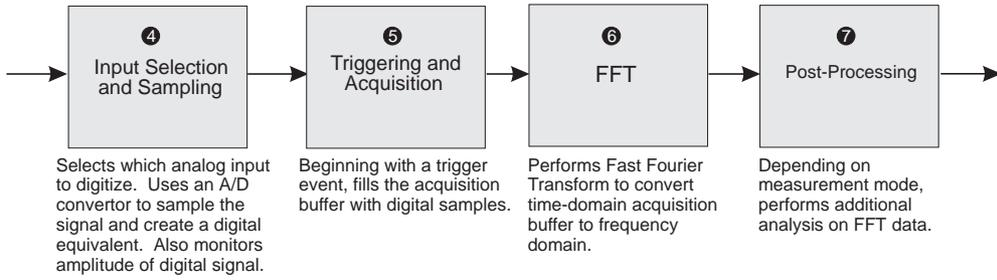 ❹
Input Selection
and Sampling
❺
Triggering and
Acquisition
❻
FFT
❼
Post-Processing
Selects which analog input
to digitize. Uses an A/D
convertor to sample the
signal and create a digital
equivalent. Also monitors
amplitude of digital signal.
Beginning with a trigger
event, fills the acquisition
buffer with digital samples.
Performs Fast Fourier
Transform to convert
time-domain acquisition
buffer to frequency
domain.
Depending on
measurement mode,
performs additional
analysis on FFT data.